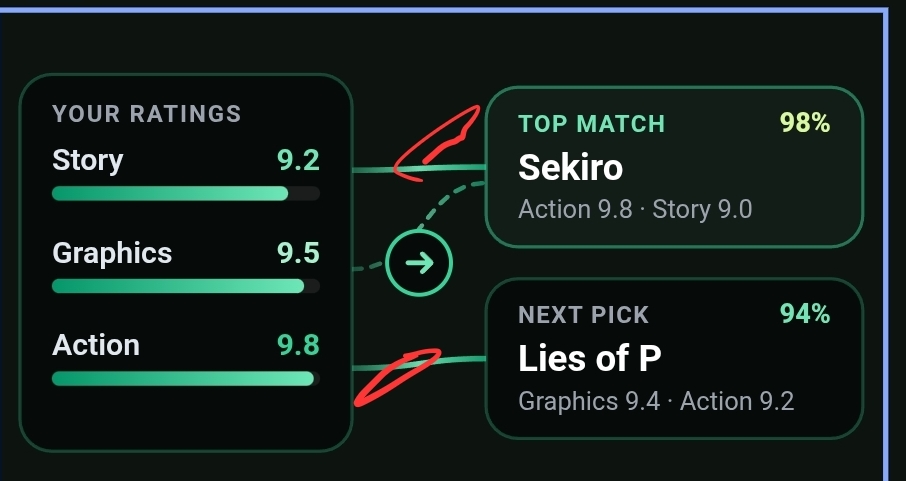 YOUR RATINGS
Story 9.2
Graphics 9.5
Action 9.8
TOP MATCH 98%
Sekiro
Action 9.8 · Story 9.0
NEXT PICK 94%
Lies of P
Graphics 9.4 · Action 9.2